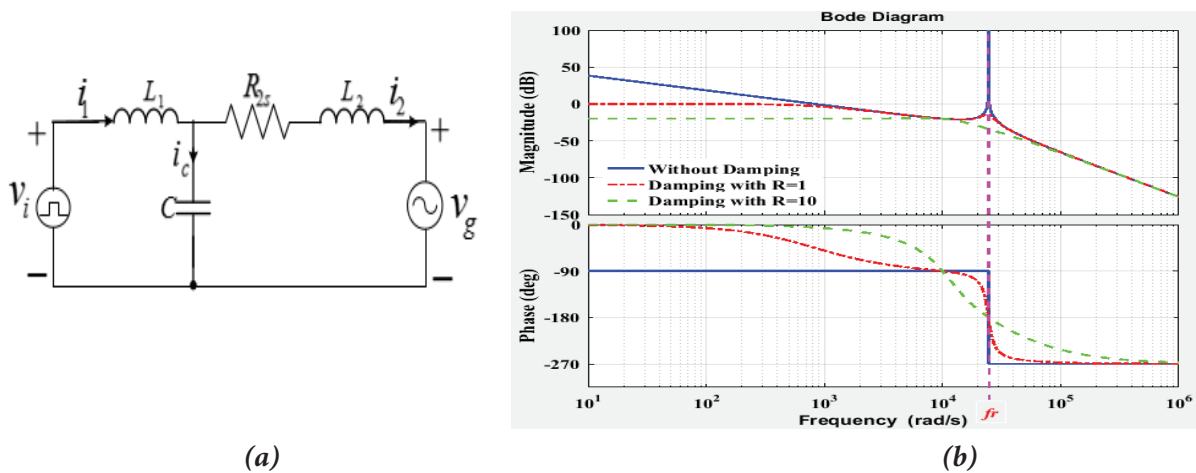 i1 L1 R2s L2 i2
+ +
ic
vi C vg
− −
(a)
Bode Diagram
Magnitude (dB)
100
50
0
-50
-100
-150
Without Damping
Damping with R=1
Damping with R=10
Phase (deg)
0
-90
-180
-270
10^1 10^2 10^3 10^4 10^5 10^6
fr
Frequency (rad/s)
(b)